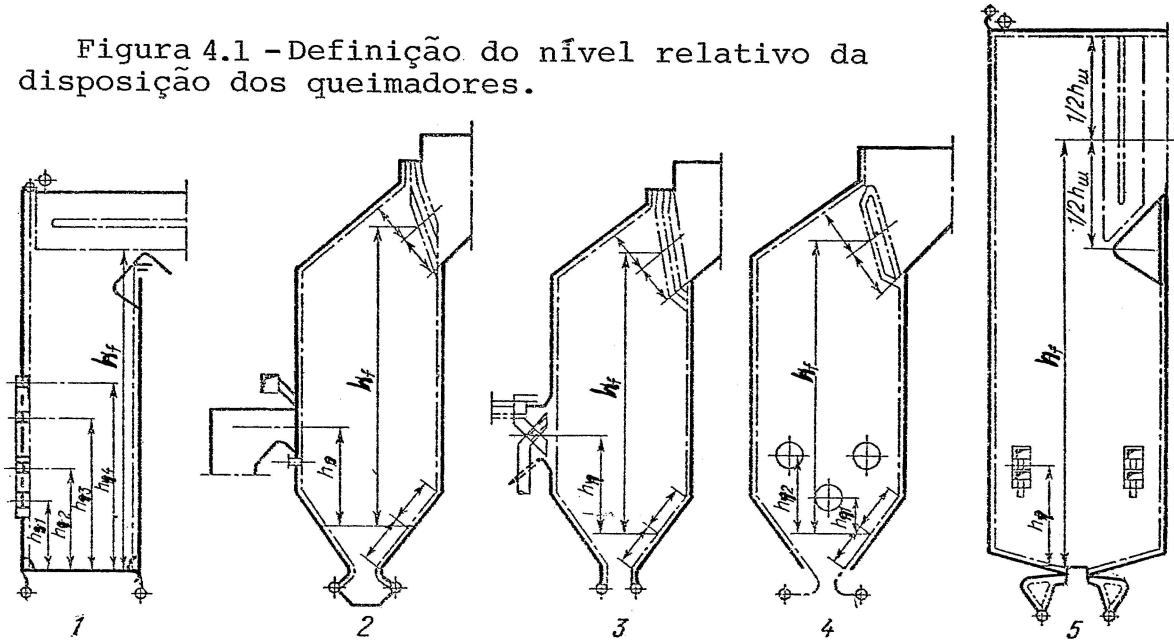 Figura 4.1 - Definição do nível relativo da
disposição dos queimadores.
1/2hш
1/2hш
hf
hf
hf
hf
hf
hg1
hg2
hg3
hg4
hg
hg
hg2
hg1
hg
1
2
3
4
5